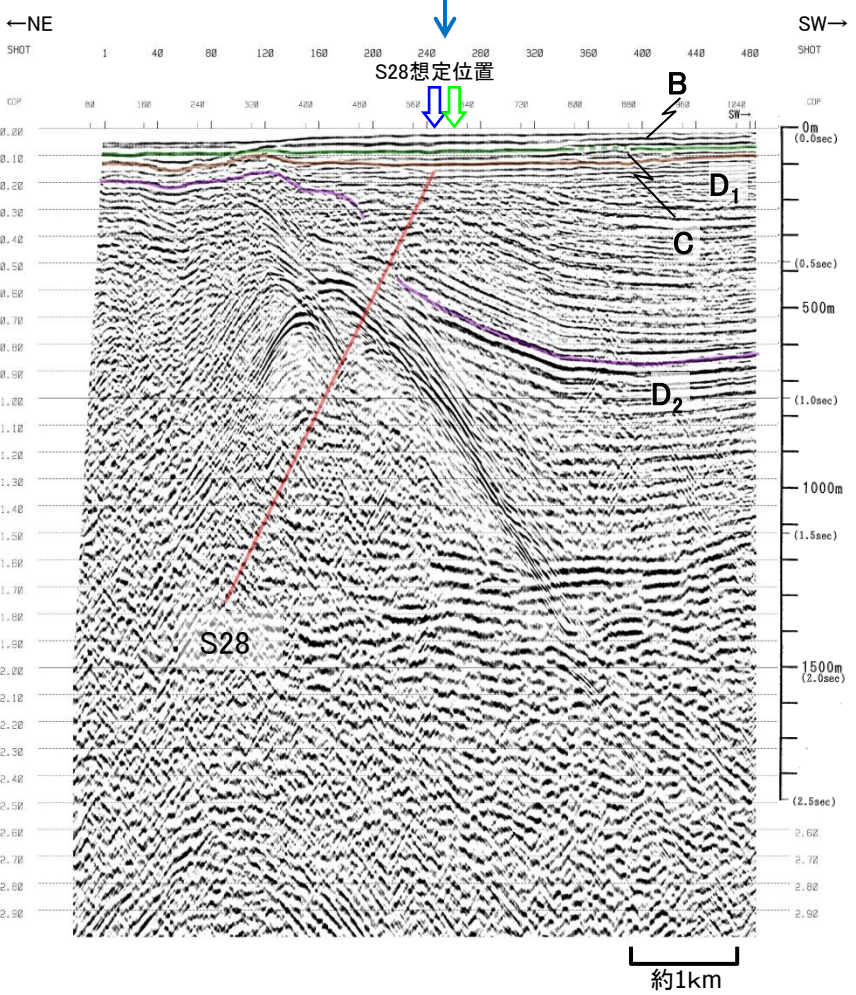 ←NE SW→
SHOT 1 40 80 120 160 200 240 280 320 360 400 440 480 SHOT
S28想定位置
CDP 80 160 240 320 400 480 560 640 720 800 880 960 1040 CDP
SW→
B
0.00 0m
(0.0sec)
0.10
0.20
D₁
0.30
C
0.40
0.50 (0.5sec)
0.60
500m
0.70
0.80
0.90
D₂
1.00 (1.0sec)
1.10
1.20
1.30 1000m
1.40
1.50 (1.5sec)
1.60
1.70
1.80
S28
1.90
2.00 1500m
(2.0sec)
2.10
2.20
2.30
2.40
2.50 (2.5sec)
2.60 2.60
2.70 2.70
2.80 2.80
2.90 2.90
約1km